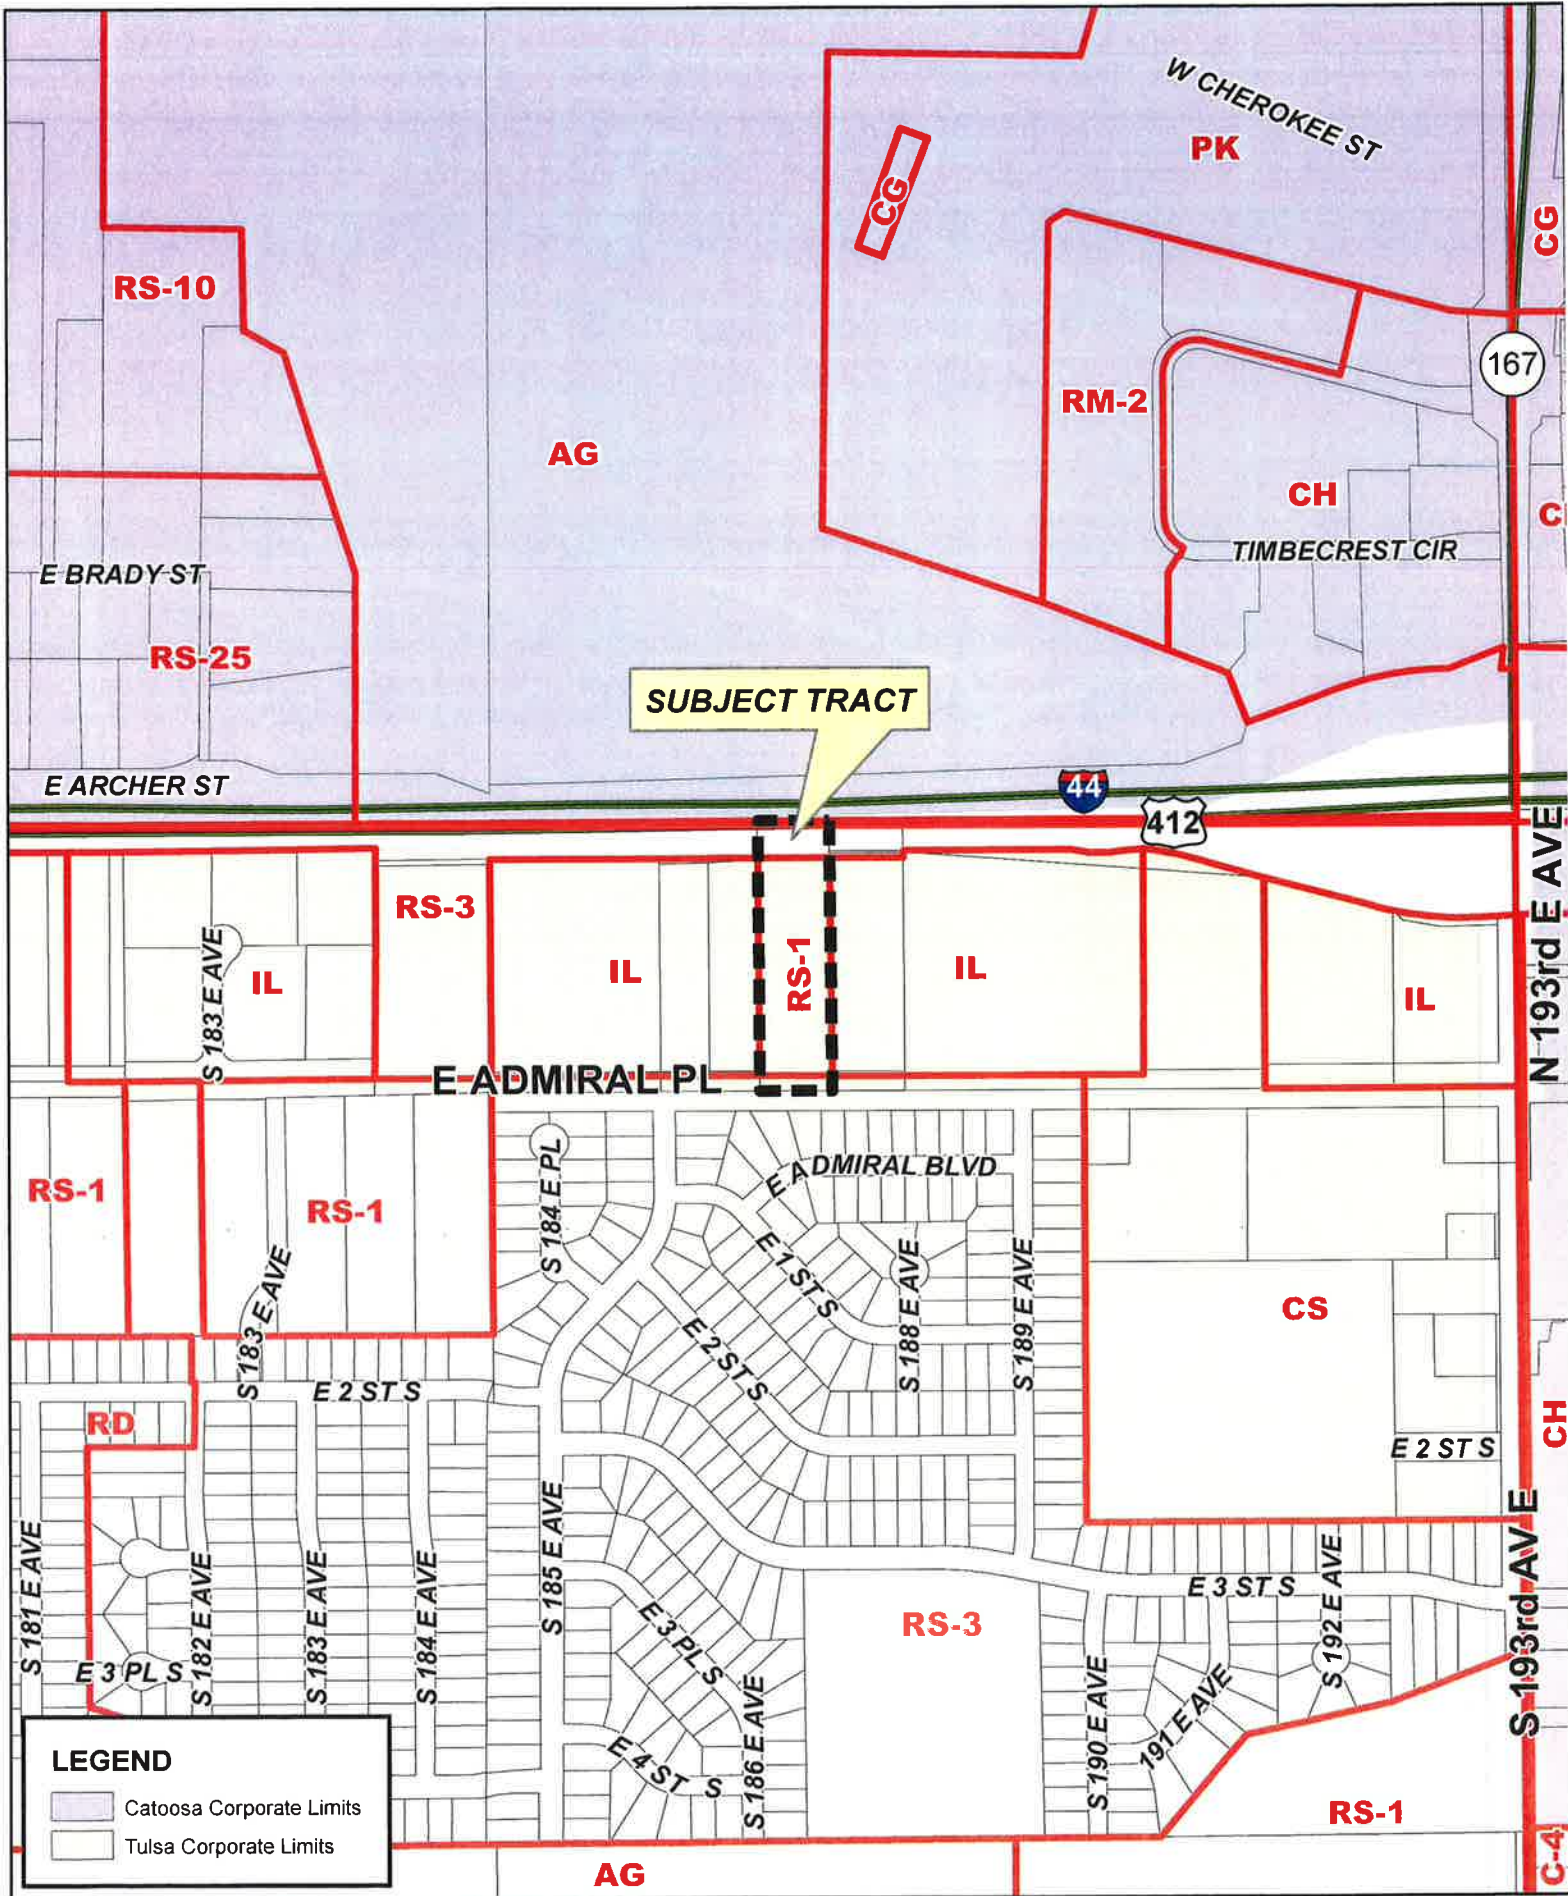 W CHEROKEE ST
PK
CG
CG
RS-10
167
RM-2
AG
CH
C
TIMBECREST CIR
E BRADY ST
RS-25
SUBJECT TRACT
E ARCHER ST
44
412
N 193rd E AVE
RS-3
S 183 E AVE
IL
IL
RS-1
IL
IL
E ADMIRAL PL
E ADMIRAL BLVD
S 184 E PL
RS-1
RS-1
E 1 ST S
S 188 E AVE
S 189 E AVE
S 183 E AVE
CS
E 2 ST S
E 2 ST S
RD
CH
E 2 ST S
S 181 E AVE
S 182 E AVE
S 183 E AVE
S 184 E AVE
S 185 E AVE
S 193rd AV E
E 3 ST S
S 192 E AVE
RS-3
E 3 PL S
E 3 PL S
S 186 E AVE
S 190 E AVE
191 E AVE
E 4 ST S
RS-1
LEGEND
Catoosa Corporate Limits
Tulsa Corporate Limits
AG
C-4